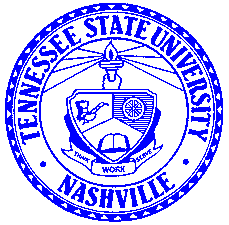 TENNESSEE STATE UNIVERSITY
THINK
WORK
SERVE
• NASHVILLE •